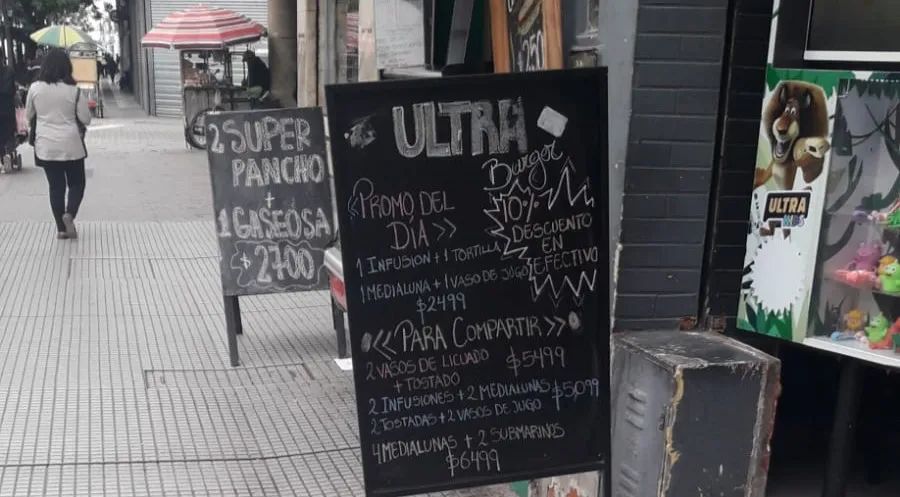 2 SUPER
PANCHO
+
1 GASEOSA
$2700
ULTRA
Burger
10%
DESCUENTO
EN
EFECTIVO
«PROMO DEL
DÍA»
1 INFUSION + 1 TORTILLA
1 MEDIALUNA + 1 VASO DE JUGO
$2499
«PARA COMPARTIR»
2 VASOS DE LICUADO
+ TOSTADO
$5499
2 INFUSIONES + 2 MEDIALUNAS $5099
2 TOSTADAS + 2 VASOS DE JUGO
4 MEDIALUNAS + 2 SUBMARINOS
$6499
ULTRA
KIDS